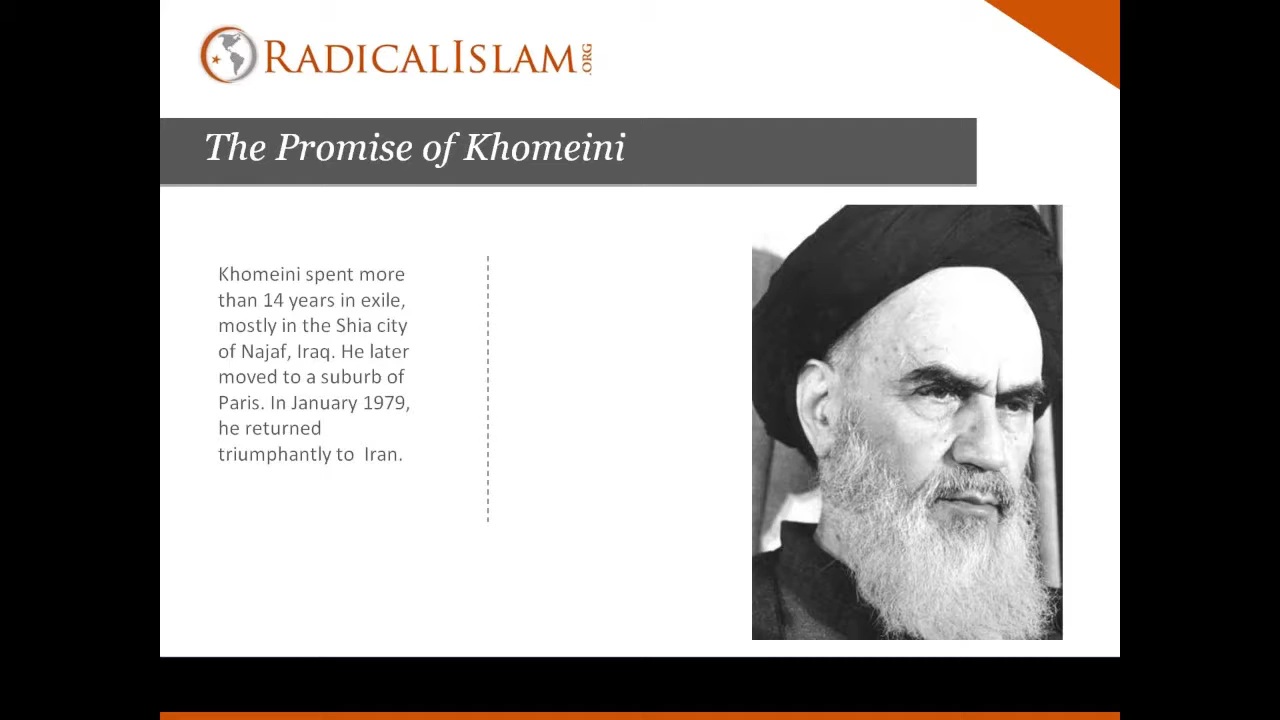 RADICALISLAM.ORG
The Promise of Khomeini
Khomeini spent more
than 14 years in exile,
mostly in the Shia city
of Najaf, Iraq. He later
moved to a suburb of
Paris. In January 1979,
he returned
triumphantly to  Iran.